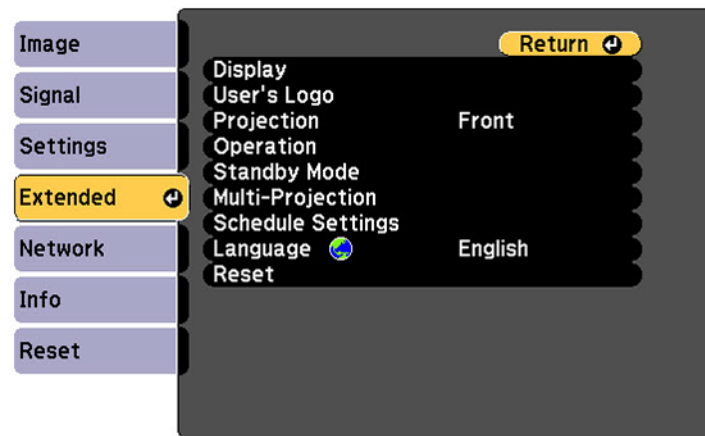 Image
Signal
Settings
Extended
Network
Info
Reset
Return
Display
User's Logo
Projection Front
Operation
Standby Mode
Multi-Projection
Schedule Settings
Language English
Reset